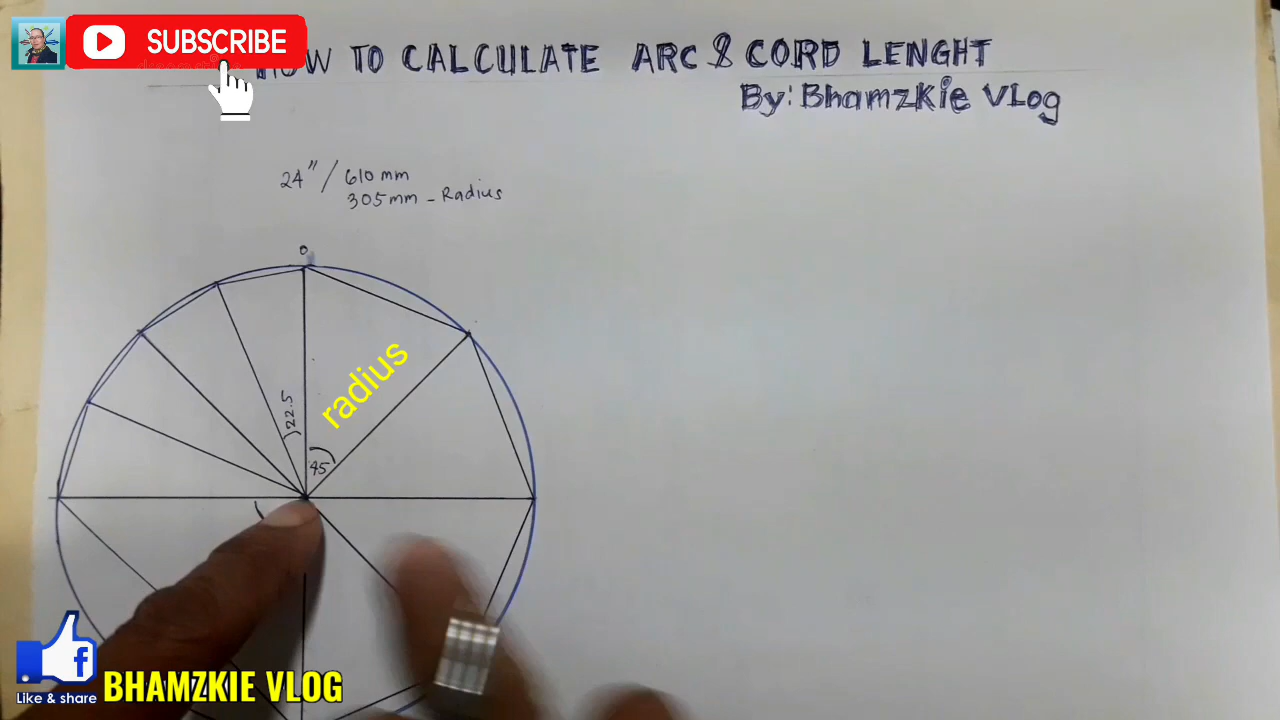 SUBSCRIBE
HOW TO CALCULATE ARC & CORD LENGHT
By: Bhamzkie VLog
24" / 610 mm
305 mm - Radius
0
radius
22.5
45
Like & share
BHAMZKIE VLOG